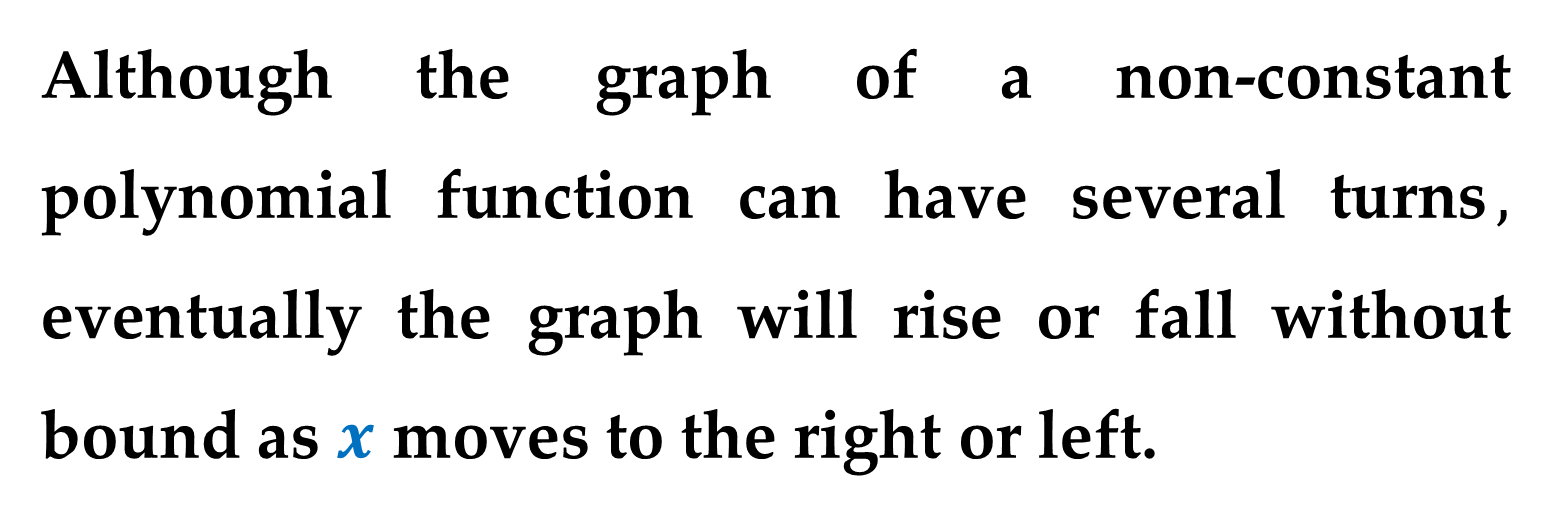 Although the graph of a non-constant
polynomial function can have several turns,
eventually the graph will rise or fall without
bound as x moves to the right or left.